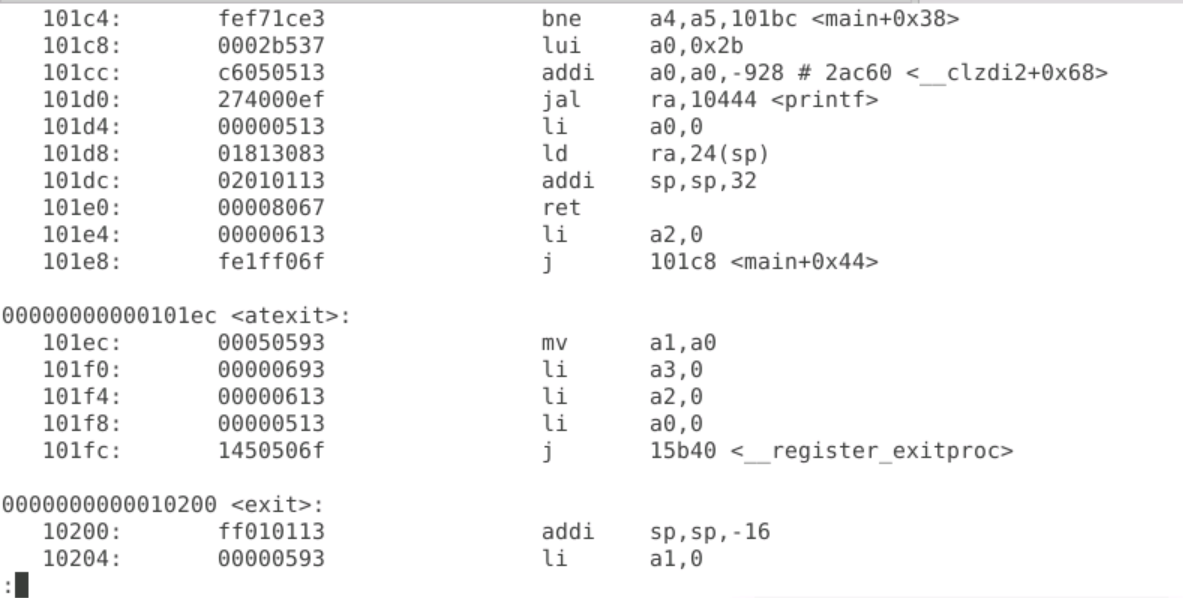 101c4: fef71ce3 bne a4,a5,101bc <main+0x38>
101c8: 0002b537 lui a0,0x2b
101cc: c6050513 addi a0,a0,-928 # 2ac60 <__clzdi2+0x68>
101d0: 274000ef jal ra,10444 <printf>
101d4: 00000513 li a0,0
101d8: 01813083 ld ra,24(sp)
101dc: 02010113 addi sp,sp,32
101e0: 00008067 ret
101e4: 00000613 li a2,0
101e8: fe1ff06f j 101c8 <main+0x44>
00000000000101ec <atexit>:
101ec: 00050593 mv a1,a0
101f0: 00000693 li a3,0
101f4: 00000613 li a2,0
101f8: 00000513 li a0,0
101fc: 1450506f j 15b40 <__register_exitproc>
0000000000010200 <exit>:
10200: ff010113 addi sp,sp,-16
10204: 00000593 li a1,0
: